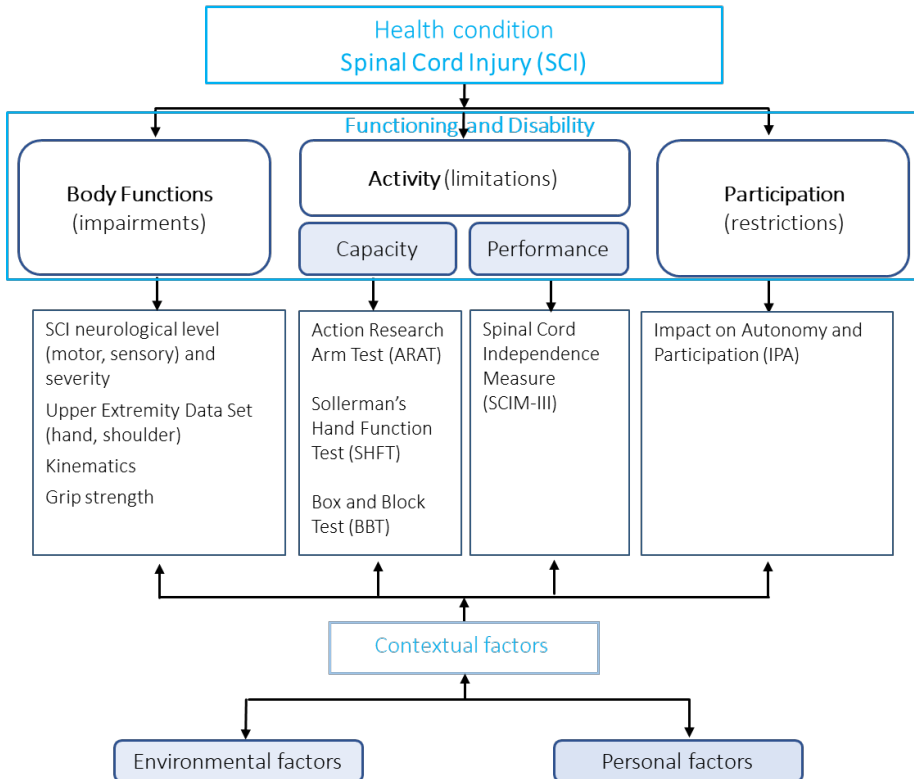 Health condition
Spinal Cord Injury (SCI)
Functioning and Disability
Body Functions
(impairments)
Activity (limitations)
Capacity
Performance
Participation
(restrictions)
SCI neurological level
(motor, sensory) and
severity
Upper Extremity Data Set
(hand, shoulder)
Kinematics
Grip strength
Action Research
Arm Test (ARAT)
Sollerman’s
Hand Function
Test (SHFT)
Box and Block
Test (BBT)
Spinal Cord
Independence
Measure
(SCIM-III)
Impact on Autonomy and
Participation (IPA)
Contextual factors
Environmental factors
Personal factors